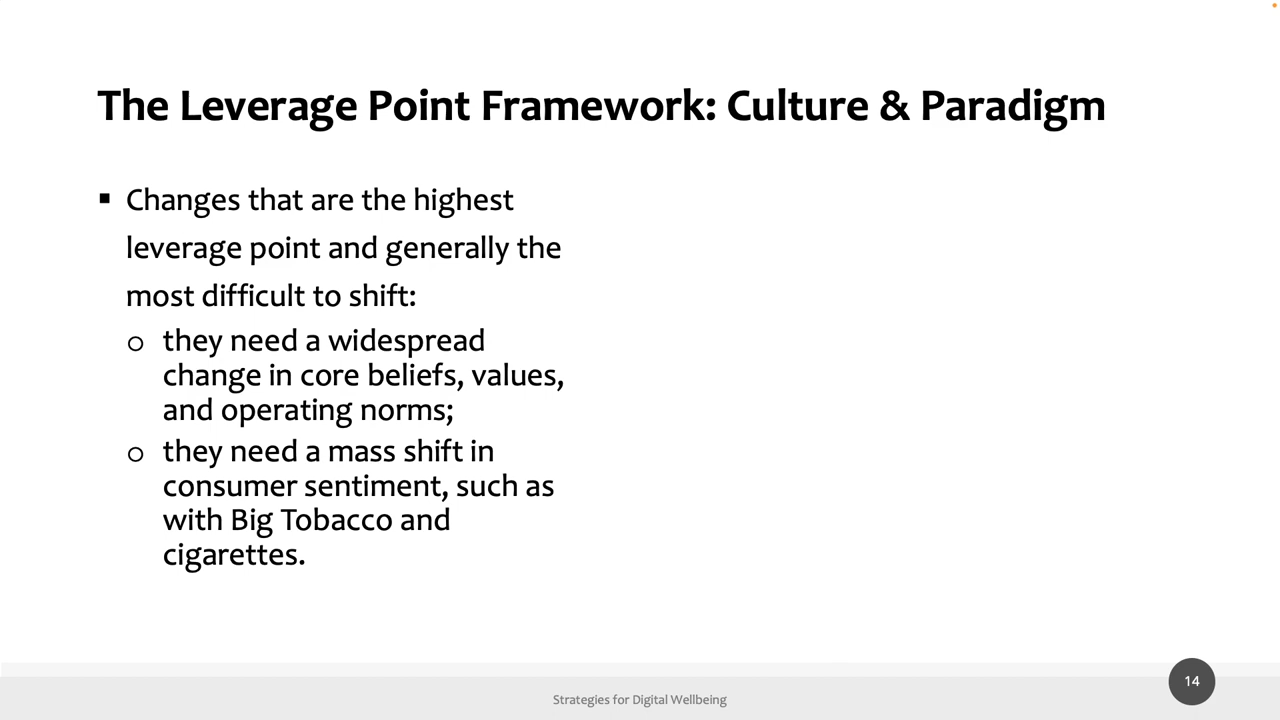 The Leverage Point Framework: Culture & Paradigm
▪ Changes that are the highest
leverage point and generally the
most difficult to shift:
o they need a widespread
change in core beliefs, values,
and operating norms;
o they need a mass shift in
consumer sentiment, such as
with Big Tobacco and
cigarettes.
Strategies for Digital Wellbeing
14